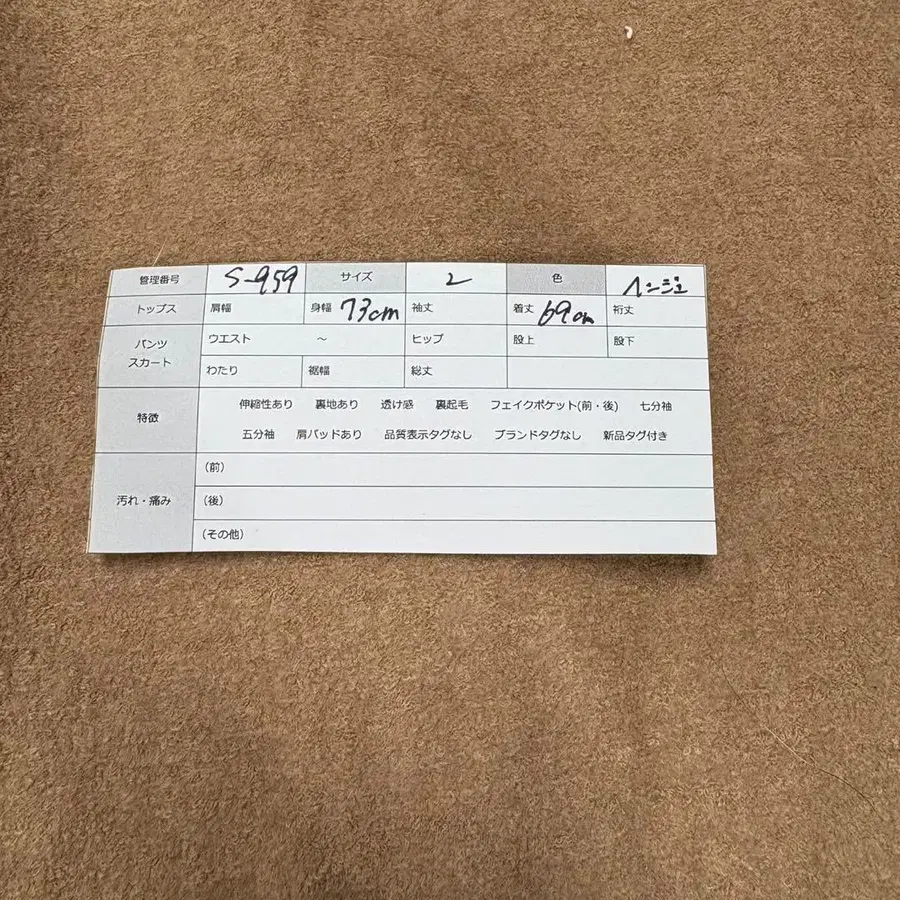 管理番号 S-959 サイズ 2 色 ベージュ
トップス 肩幅 身幅 73cm 袖丈 着丈 69cm 裄丈
パンツ スカート ウエスト ～ ヒップ 股上 股下
わたり 裾幅 総丈
特徴 伸縮性あり 裏地あり 透け感 裏起毛 フェイクポケット(前・後) 七分袖
五分袖 肩パッドあり 品質表示タグなし ブランドタグなし 新品タグ付き
汚れ・痛み (前)
(後)
(その他)